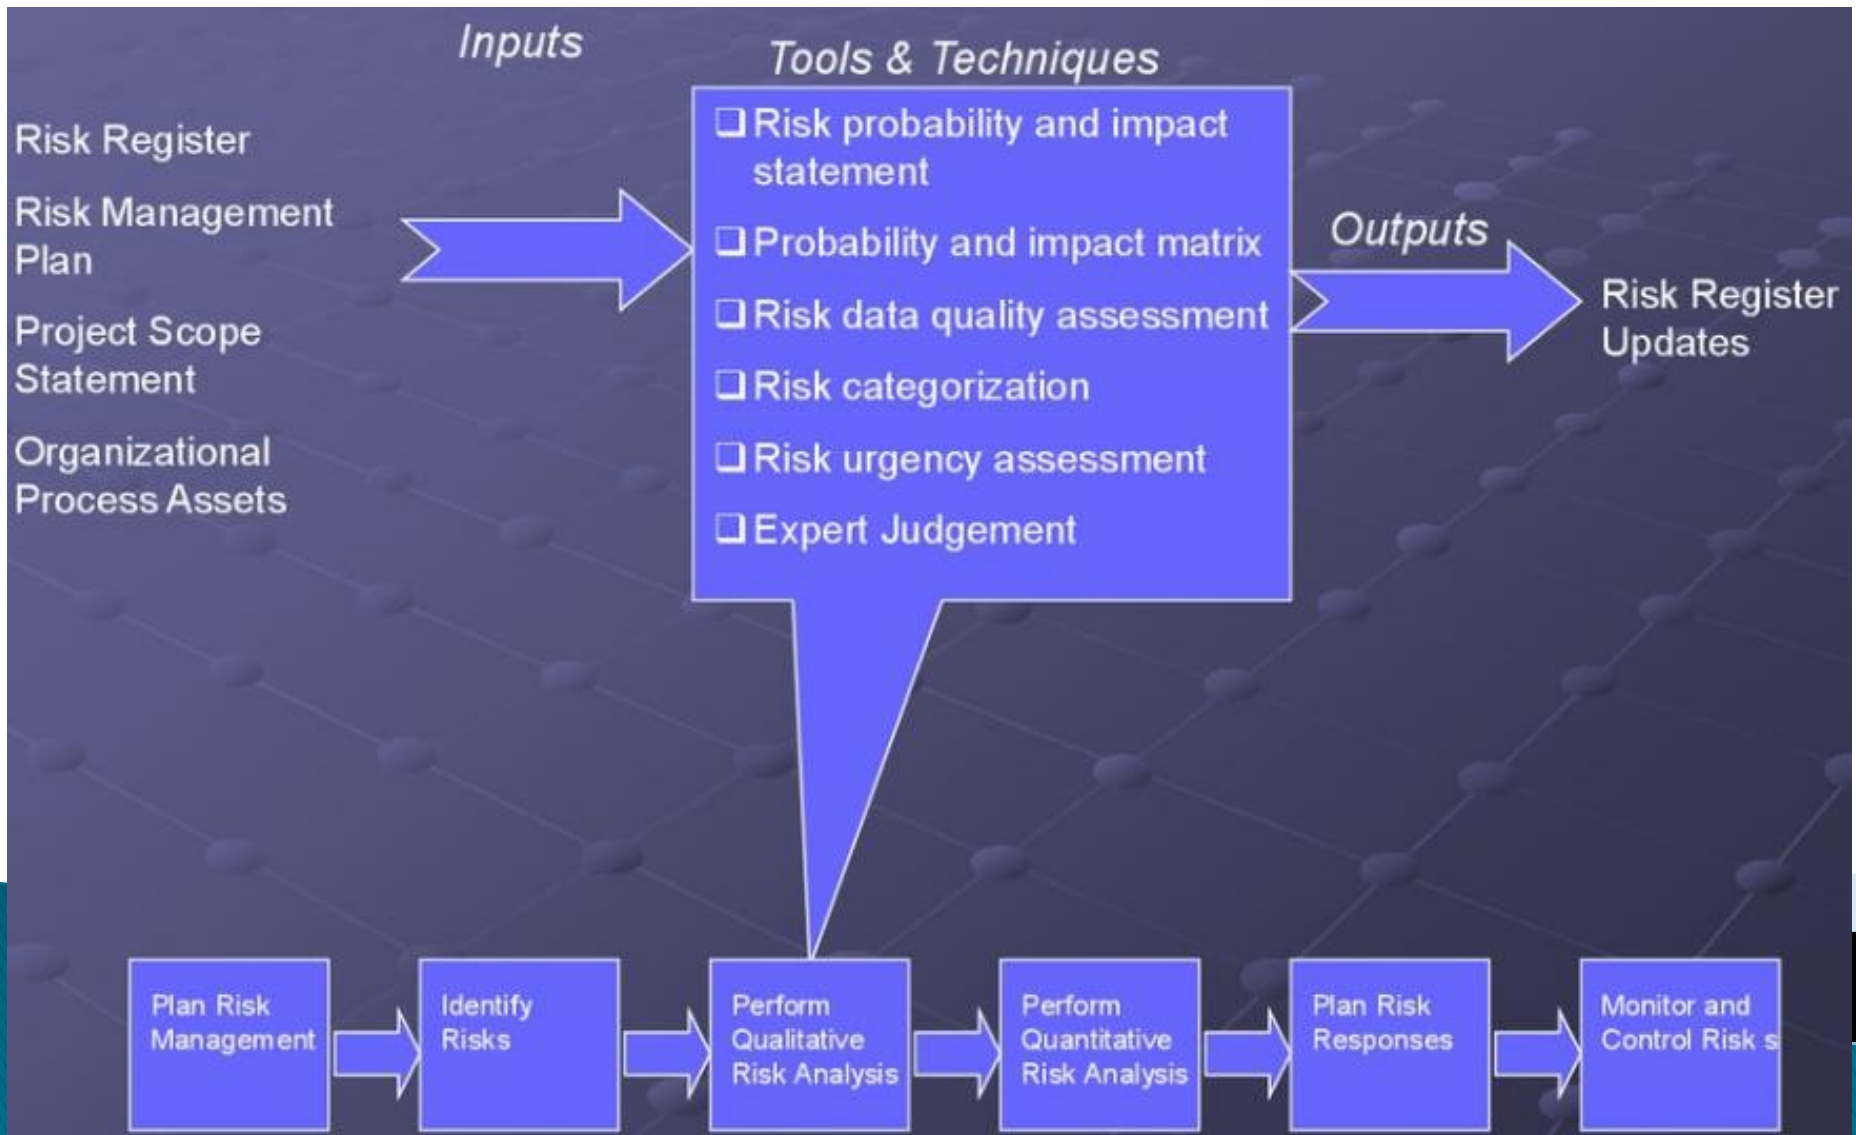 Inputs
Tools & Techniques
Risk Register
Risk Management
Plan
Project Scope
Statement
Organizational
Process Assets
❑ Risk probability and impact
statement
❑ Probability and impact matrix
❑ Risk data quality assessment
❑ Risk categorization
❑ Risk urgency assessment
❑ Expert Judgement
Outputs
Risk Register
Updates
Plan Risk
Management
Identify
Risks
Perform
Qualitative
Risk Analysis
Perform
Quantitative
Risk Analysis
Plan Risk
Responses
Monitor and
Control Risk s